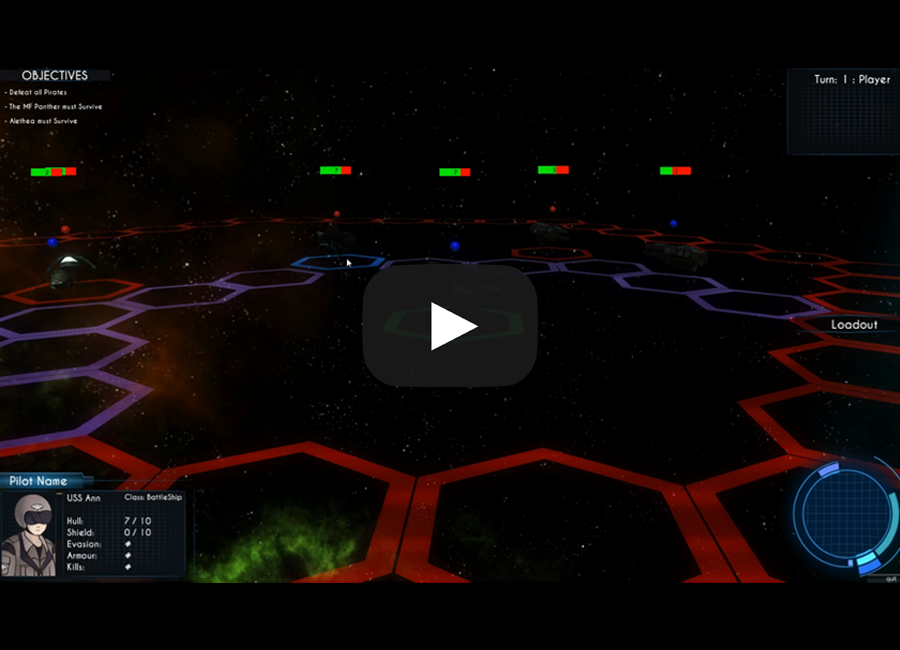 OBJECTIVES
- Defeat all Pirates
- The MF Panther must Survive
- Alethea must Survive
Turn: 1 : Player
Loadout
Pilot Name
USS Ann Class: BattleShip
Hull: 7 / 10
Shield: 0 / 10
Evasion:
Armour:
Kills:
quit